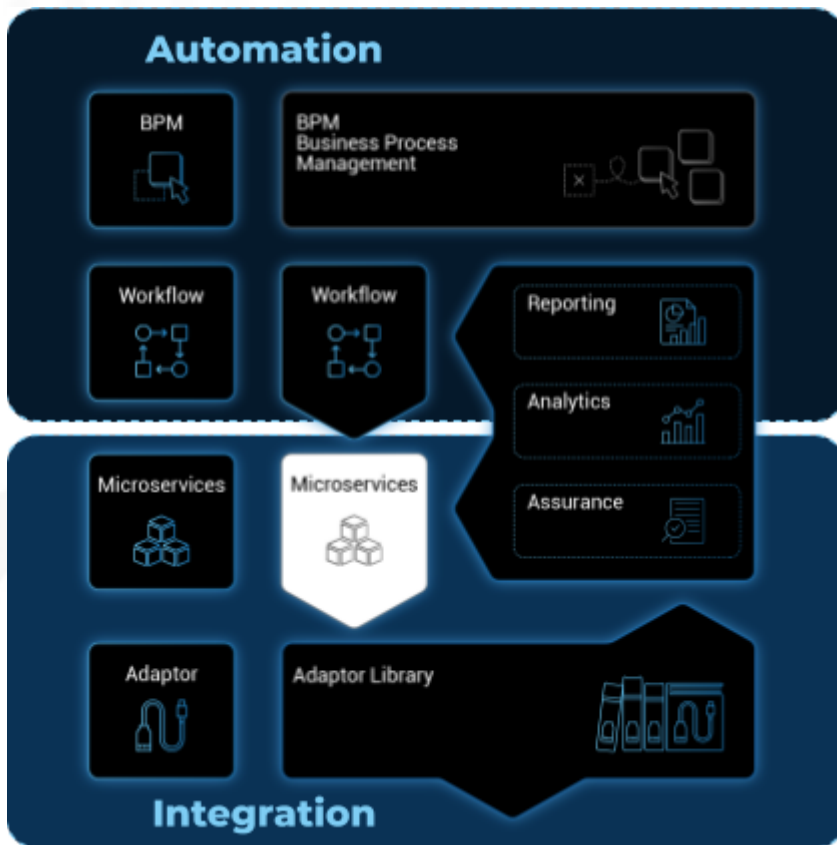 Automation
BPM
BPM
Business Process
Management
Workflow
Workflow
Reporting
Analytics
Microservices
Microservices
Assurance
Adaptor
Adaptor Library
Integration